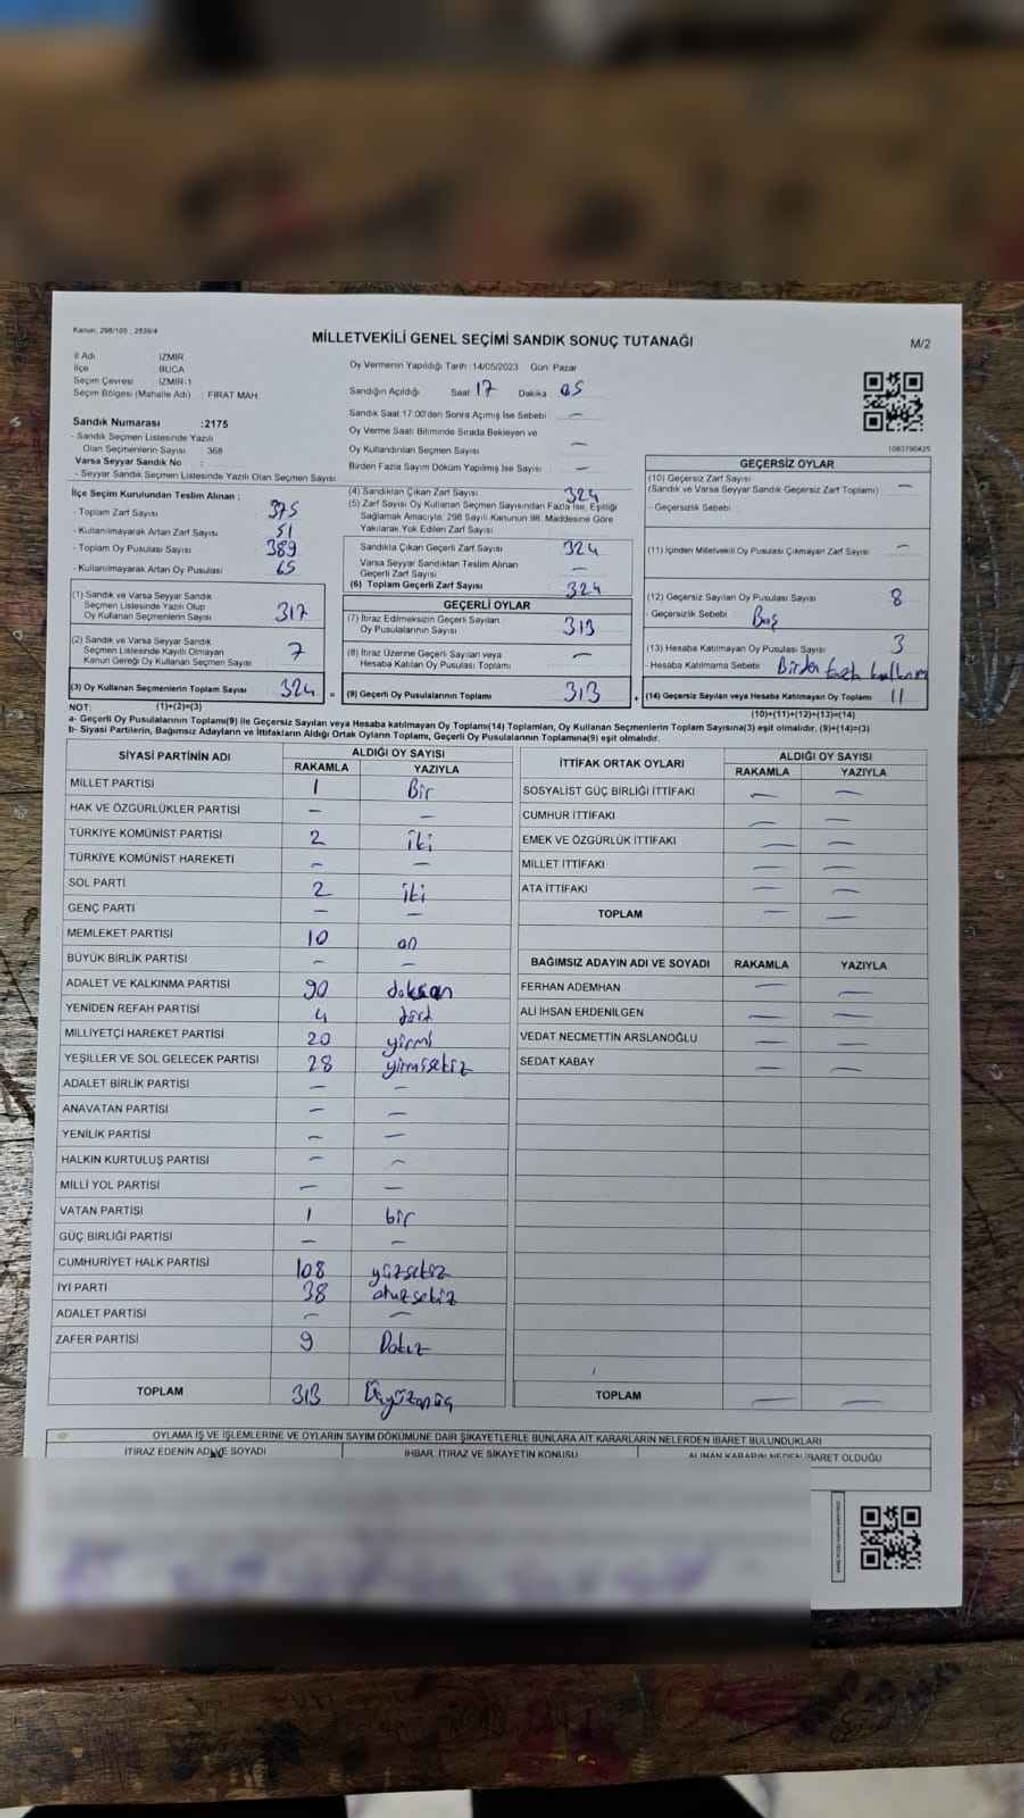 Kanun: 298/105 ; 2839/4
MİLLETVEKİLİ GENEL SEÇİMİ SANDIK SONUÇ TUTANAĞI
M/2
İl Adı İZMİR
İlçe BUCA
Seçim Çevresi İZMİR-1
Seçim Bölgesi (Mahalle Adı) : FIRAT MAH.
Oy Vermenin Yapıldığı Tarih :14/05/2023 Gün: Pazar
Sandığın Açıldığı Saat 17 Dakika 05
Sandık Saat 17:00'den Sonra Açılmış İse Sebebi —
Oy Verme Saati Bitiminde Sırada Bekleyen ve
Oy Kullandırılan Seçmen Sayısı —
Birden Fazla Sayım Döküm Yapılmış İse Sayısı —
Sandık Numarası :2175
- Sandık Seçmen Listesinde Yazılı
Olan Seçmenlerin Sayısı 368
Varsa Seyyar Sandık No :
- Seyyar Sandık Seçmen Listesinde Yazılı Olan Seçmen Sayısı
1060790425
İlçe Seçim Kurulundan Teslim Alınan :
- Toplam Zarf Sayısı 375
- Kullanılmayarak Artan Zarf Sayısı 51
- Toplam Oy Pusulası Sayısı 389
- Kullanılmayarak Artan Oy Pusulası 65
(1) Sandık ve Varsa Seyyar Sandık
Seçmen Listesinde Yazılı Olup
Oy Kullanan Seçmenlerin Sayısı 317
(2) Sandık ve Varsa Seyyar Sandık
Seçmen Listesinde Kayıtlı Olmayan
Kanun Gereği Oy Kullanan Seçmen Sayısı 7
(3) Oy Kullanan Seçmenlerin Toplam Sayısı 324
(4) Sandıktan Çıkan Zarf Sayısı 324
(5) Zarf Sayısı Oy Kullanan Seçmen Sayısından Fazla İse, Eşitliği
Sağlamak Amacıyla; 298 Sayılı Kanunun 98. Maddesine Göre
Yakılarak Yok Edilen Zarf Sayısı
Sandıkta Çıkan Geçerli Zarf Sayısı 324
Varsa Seyyar Sandıktan Teslim Alınan
Geçerli Zarf Sayısı —
(6) Toplam Geçerli Zarf Sayısı 324
GEÇERLİ OYLAR
(7) İtiraz Edilmeksizin Geçerli Sayılan
Oy Pusulalarının Sayısı 313
(8) İtiraz Üzerine Geçerli Sayılan veya
Hesaba Katılan Oy Pusulası Toplamı —
= (9) Geçerli Oy Pusulalarının Toplamı 313
GEÇERSİZ OYLAR
(10) Geçersiz Zarf Sayısı
(Sandık ve Varsa Seyyar Sandık Geçersiz Zarf Toplamı) —
- Geçersizlik Sebebi
(11) İçinden Milletvekili Oy Pusulası Çıkmayan Zarf Sayısı —
(12) Geçersiz Sayılan Oy Pusulası Sayısı 8
- Geçersizlik Sebebi Boş
(13) Hesaba Katılmayan Oy Pusulası Sayısı 3
- Hesaba Katılmama Sebebi Birden fazla kullanım
+ (14) Geçersiz Sayılan veya Hesaba Katılmayan Oy Toplamı 11
NOT: (1)+(2)=(3)
(10)+(11)+(12)+(13)=(14)
a- Geçerli Oy Pusulalarının Toplamı(9) ile Geçersiz Sayılan veya Hesaba katılmayan Oy Toplamı(14) Toplamları, Oy Kullanan Seçmenlerin Toplam Sayısına(3) eşit olmalıdır. (9)+(14)=(3)
b- Siyasi Partilerin, Bağımsız Adayların ve İttifakların Aldığı Oyların Toplamı, Geçerli Oy Pusulalarının Toplamına(9) eşit olmalıdır.
SİYASİ PARTİNİN ADI ALDIĞI OY SAYISI
RAKAMLA YAZIYLA
MİLLET PARTİSİ 1 Bir
HAK VE ÖZGÜRLÜKLER PARTİSİ — —
TÜRKİYE KOMÜNİST PARTİSİ 2 iki
TÜRKİYE KOMÜNİST HAREKETİ — —
SOL PARTİ 2 iki
GENÇ PARTİ — —
MEMLEKET PARTİSİ 10 on
BÜYÜK BİRLİK PARTİSİ — —
ADALET VE KALKINMA PARTİSİ 90 doksan
YENİDEN REFAH PARTİSİ 4 dört
MİLLİYETÇİ HAREKET PARTİSİ 20 yirmi
YEŞİLLER VE SOL GELECEK PARTİSİ 28 yirmisekiz
ADALET BİRLİK PARTİSİ — —
ANAVATAN PARTİSİ — —
YENİLİK PARTİSİ — —
HALKIN KURTULUŞ PARTİSİ — —
MİLLİ YOL PARTİSİ — —
VATAN PARTİSİ 1 bir
GÜÇ BİRLİĞİ PARTİSİ — —
CUMHURİYET HALK PARTİSİ 108 yüzsekiz
İYİ PARTİ 38 otuzsekiz
ADALET PARTİSİ — —
ZAFER PARTİSİ 9 Dokuz
TOPLAM 313 Üçyüzonüç
İTTİFAK ORTAK OYLARI ALDIĞI OY SAYISI
RAKAMLA YAZIYLA
SOSYALİST GÜÇ BİRLİĞİ İTTİFAKI — —
CUMHUR İTTİFAKI — —
EMEK VE ÖZGÜRLÜK İTTİFAKI — —
MİLLET İTTİFAKI — —
ATA İTTİFAKI — —
TOPLAM — —
BAĞIMSIZ ADAYIN ADI VE SOYADI RAKAMLA YAZIYLA
FERHAN ADEMHAN — —
ALİ İHSAN ERDENİLGEN — —
VEDAT NECMETTİN ARSLANOĞLU — —
SEDAT KABAY — —
TOPLAM — —
OYLAMA İŞ VE İŞLEMLERİNE VE OYLARIN SAYIM DÖKÜMÜNE DAİR ŞİKAYETLERLE BUNLARA AİT KARARLARIN NELERDEN İBARET BULUNDUKLARI
İTİRAZ EDENİN ADI VE SOYADI İHBAR, İTİRAZ VE ŞİKAYETİN KONUSU ALINAN KARARIN NEDEN İBARET OLDUĞU